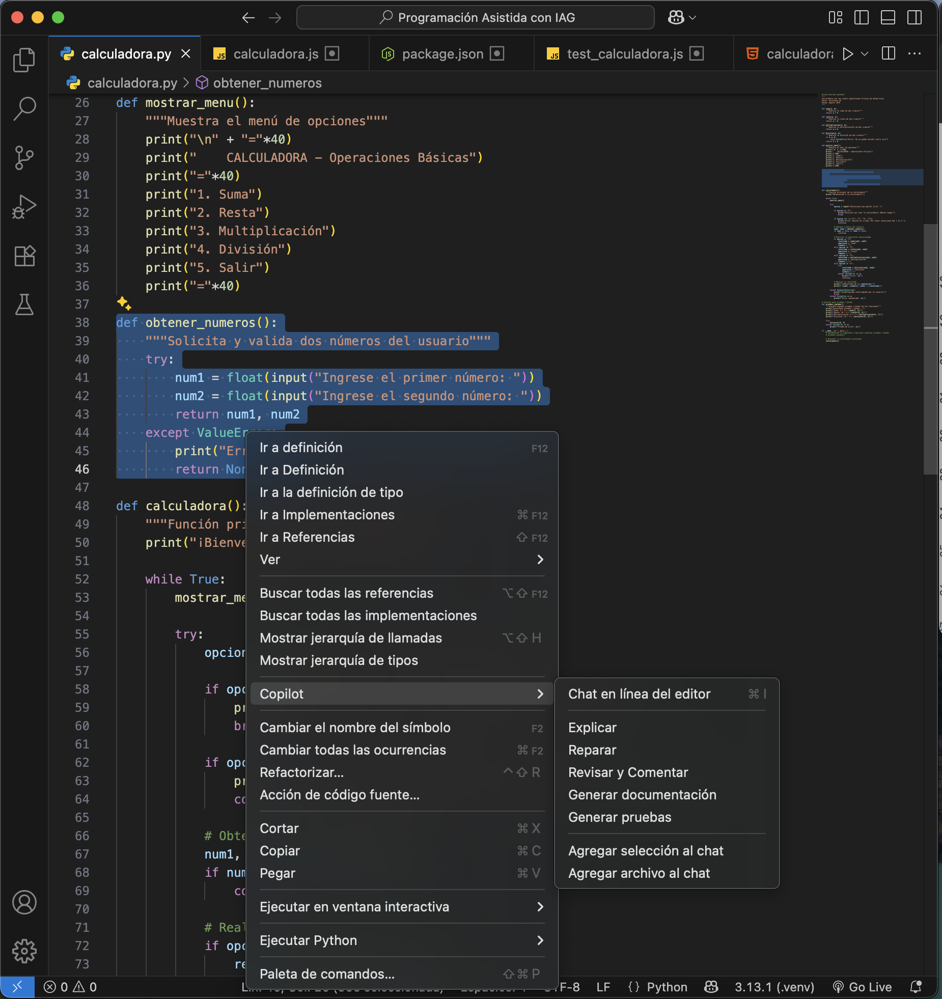 Programación Asistida con IAG
calculadora.py
calculadora.js
package.json
test_calculadora.js
calculadora
calculadora.py > obtener_numeros
26 def mostrar_menu():
27 """Muestra el menú de opciones"""
28 print("\n" + "="*40)
29 print("    CALCULADORA - Operaciones Básicas")
30 print("="*40)
31 print("1. Suma")
32 print("2. Resta")
33 print("3. Multiplicación")
34 print("4. División")
35 print("5. Salir")
36 print("="*40)
37
38 def obtener_numeros():
39 """Solicita y valida dos números del usuario"""
40 try:
41 num1 = float(input("Ingrese el primer número: "))
42 num2 = float(input("Ingrese el segundo número: "))
43 return num1, num2
44 except ValueEr
45 print("Err
46 return Non
47
48 def calculadora():
49 """Función pri
50 print("¡Bienve
51
52 while True:
53 mostrar_me
54
55 try:
56 opcion
57
58 if opc
59 pr
60 br
61
62 if opc
63 pr
64 co
65
66 # Obte
67 num1,
68 if num
69 co
70
71 # Real
72 if opc
73 re
Ir a definición F12
Ir a Definición
Ir a la definición de tipo
Ir a Implementaciones ⌘ F12
Ir a Referencias ⇧ F12
Ver
Buscar todas las referencias ⌥⇧ F12
Buscar todas las implementaciones
Mostrar jerarquía de llamadas ⌥⇧ H
Mostrar jerarquía de tipos
Copilot
Cambiar el nombre del símbolo F2
Cambiar todas las ocurrencias ⌘ F2
Refactorizar... ^⇧ R
Acción de código fuente...
Cortar ⌘ X
Copiar ⌘ C
Pegar ⌘ V
Ejecutar en ventana interactiva
Ejecutar Python
Paleta de comandos... ⇧⌘ P
Chat en línea del editor ⌘ I
Explicar
Reparar
Revisar y Comentar
Generar documentación
Generar pruebas
Agregar selección al chat
Agregar archivo al chat
0 0
TF-8 LF {} Python 3.13.1 (.venv) Go Live